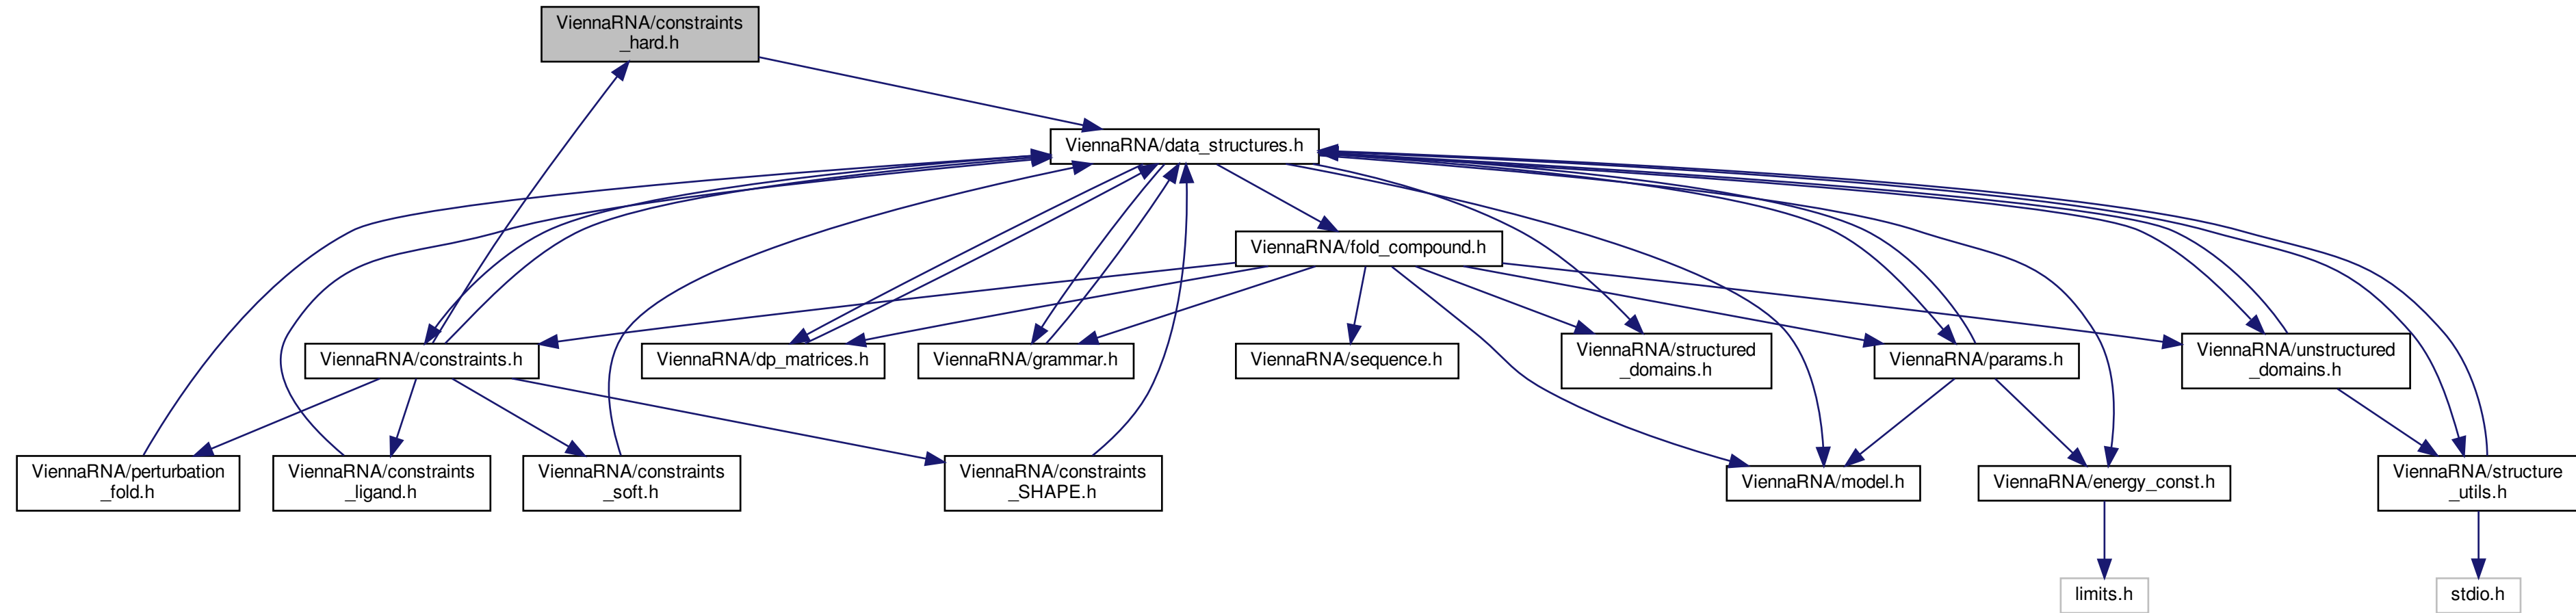 ViennaRNA/constraints
_hard.h
ViennaRNA/data_structures.h
ViennaRNA/fold_compound.h
ViennaRNA/constraints.h
ViennaRNA/dp_matrices.h
ViennaRNA/grammar.h
ViennaRNA/sequence.h
ViennaRNA/structured
_domains.h
ViennaRNA/params.h
ViennaRNA/unstructured
_domains.h
ViennaRNA/perturbation
_fold.h
ViennaRNA/constraints
_ligand.h
ViennaRNA/constraints
_soft.h
ViennaRNA/constraints
_SHAPE.h
ViennaRNA/model.h
ViennaRNA/energy_const.h
ViennaRNA/structure
_utils.h
limits.h
stdio.h